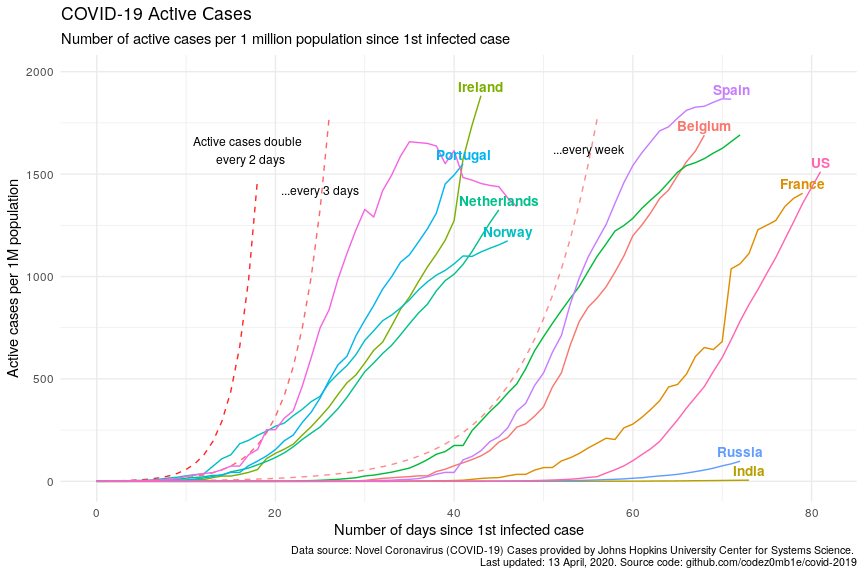 COVID-19 Active Cases
Number of active cases per 1 million population since 1st infected case
Active cases per 1M population
2000
1500
1000
500
0
Active cases double
every 2 days
...every 3 days
...every week
Ireland
Portugal
Netherlands
Norway
Spain
Belgium
US
France
Russia
India
0
20
40
60
80
Number of days since 1st infected case
Data source: Novel Coronavirus (COVID-19) Cases provided by Johns Hopkins University Center for Systems Science.
Last updated: 13 April, 2020. Source code: github.com/codez0mb1e/covid-2019